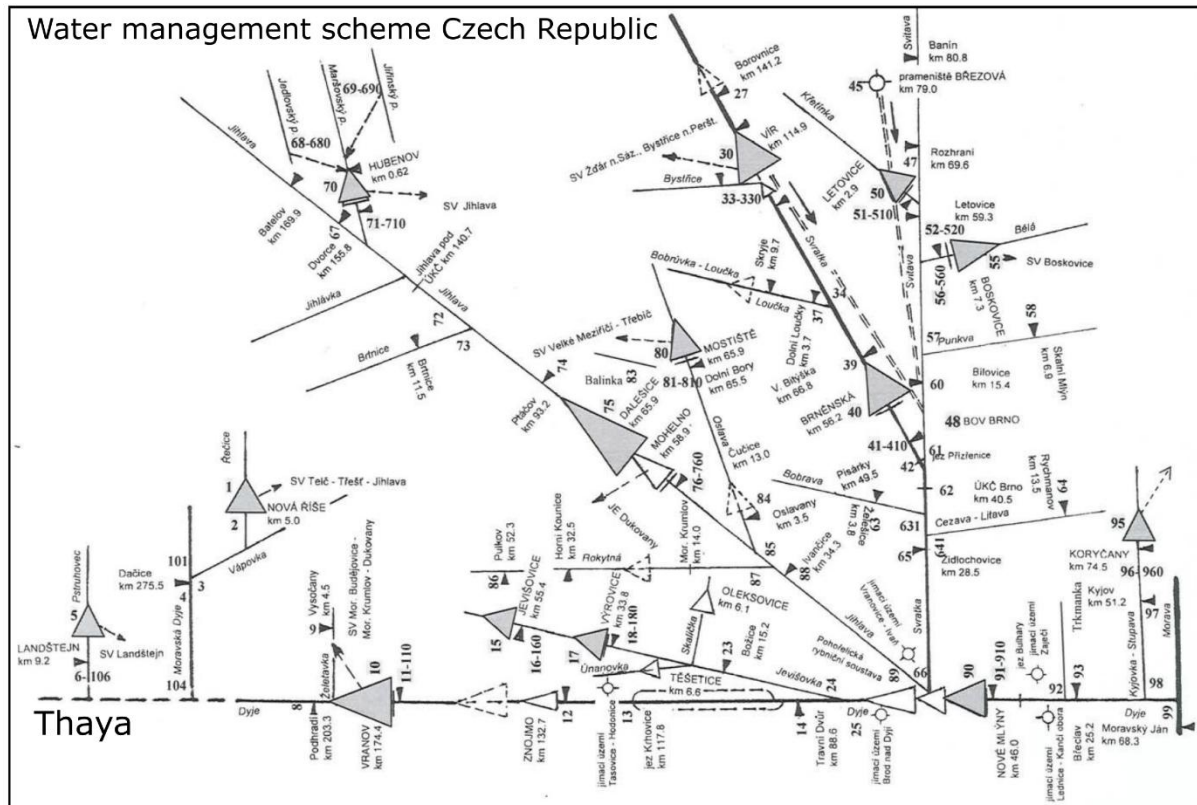 Water management scheme Czech Republic
Borovnice
km 141.2
27
Svitava
Banín
km 80.8
prameniště BŘEZOVÁ
km 79.0
45
Jedlovský p.
Maršovský p.
Jiřínský p.
69-690
68-680
HUBENOV
km 0.62
70
SV Jihlava
71-710
Jihlava
Batelov
km 169.9
67
Dvorce
km 155.8
Jihlava pod
ÚKČ km 140.7
Jihlávka
Jihlava
72
73
Brtnice
Brtnice
km 11.5
SV Žďár n.Sáz., Bystřice n.Peršt.
30
VÍR
km 114.9
Bystřice
33-330
Křetínka
47
Rozhraní
km 69.6
LETOVICE
km 2.9
50
51-510
Letovice
km 59.3
52-520
Bělá
55
SV Boskovice
BOSKOVICE
km 7.3
56-560
Svitava
Svratka
Bobrůvka - Loučka
Skryje
km 9.7
Loučka
34
37
Dolní Loučky
km 3.7
57
Punkva
58
Skalní Mlýn
km 6.9
39
V. Bítýška
km 66.8
BRNĚNSKÁ
km 56.2
40
60
Bílovice
km 15.4
48 BOV BRNO
41-410
61
42
jez Přízřenice
62
ÚKČ Brno
km 40.5
Rychmanov
km 13.5
64
Bobrava
Pisárky
km 49.5
63
Želešice
km 3.8
631
Cezava - Litava
641
65
Židlochovice
km 28.5
SV Velké Meziříčí - Třebíč
80
MOSTIŠTĚ
km 65.9
Balinka
83
81-810
Dolní Bory
km 65.5
74
Ptáčov
km 93.2
75
DALEŠICE
km 65.9
MOHELNO
km 58.9
76-760
JE Dukovany
Oslava
Čučice
km 13.0
84
Oslavany
km 3.5
85
88
Ivančice
km 34.3
87
Pulkov
km 52.3
86
Horní Kounice
km 32.5
Rokytná
Mor. Krumlov
km 14.0
JEVIŠOVICE
km 55.4
15
16-160
VÝROVICE
km 33.8
17
18-180
OLEKSOVICE
km 6.1
Skalička
Únanovka
TĚŠETICE
km 6.6
23
Božice
km 15.2
24
Jevišovka
Jihlava
Svratka
jímací území
Vranovice - Ivaň
Pohořelická
rybniční soustava
89
66
90
91-910
NOVÉ MLÝNY
km 46.0
jez Bulhary
jímací území
Zaječí
92
jímací území
Lednice - Kančí obora
Trkmanka
93
Břeclav
km 25.2
95
KORYČANY
km 74.5
96
960
Kyjov
km 51.2
97
Kyjovka - Stupava
Morava
98
99
Dyje
Moravský Ján
km 68.3
Řečice
1
SV Telč - Třešť - Jihlava
NOVÁ ŘÍŠE
km 5.0
2
Vápovka
101
Dačice
km 275.5
3
4
Moravská Dyje
104
Pstruhovec
5
LANDŠTEJN
km 9.2
SV Landštejn
6-106
Thaya
Dyje
Vysočany
km 4.5
9
Želetavka
SV Mor. Budějovice -
Mor. Krumlov - Dukovany
8
10
11-110
Podhradí
km 203.3
VRANOV
km 174.4
ZNOJMO
km 132.7
12
jímací území
Tasovice - Hodonice
13
jez Krhovice
km 117.8
14
Travní Dvůr
km 88.6
25
Dyje
jímací území
Brod nad Dyjí